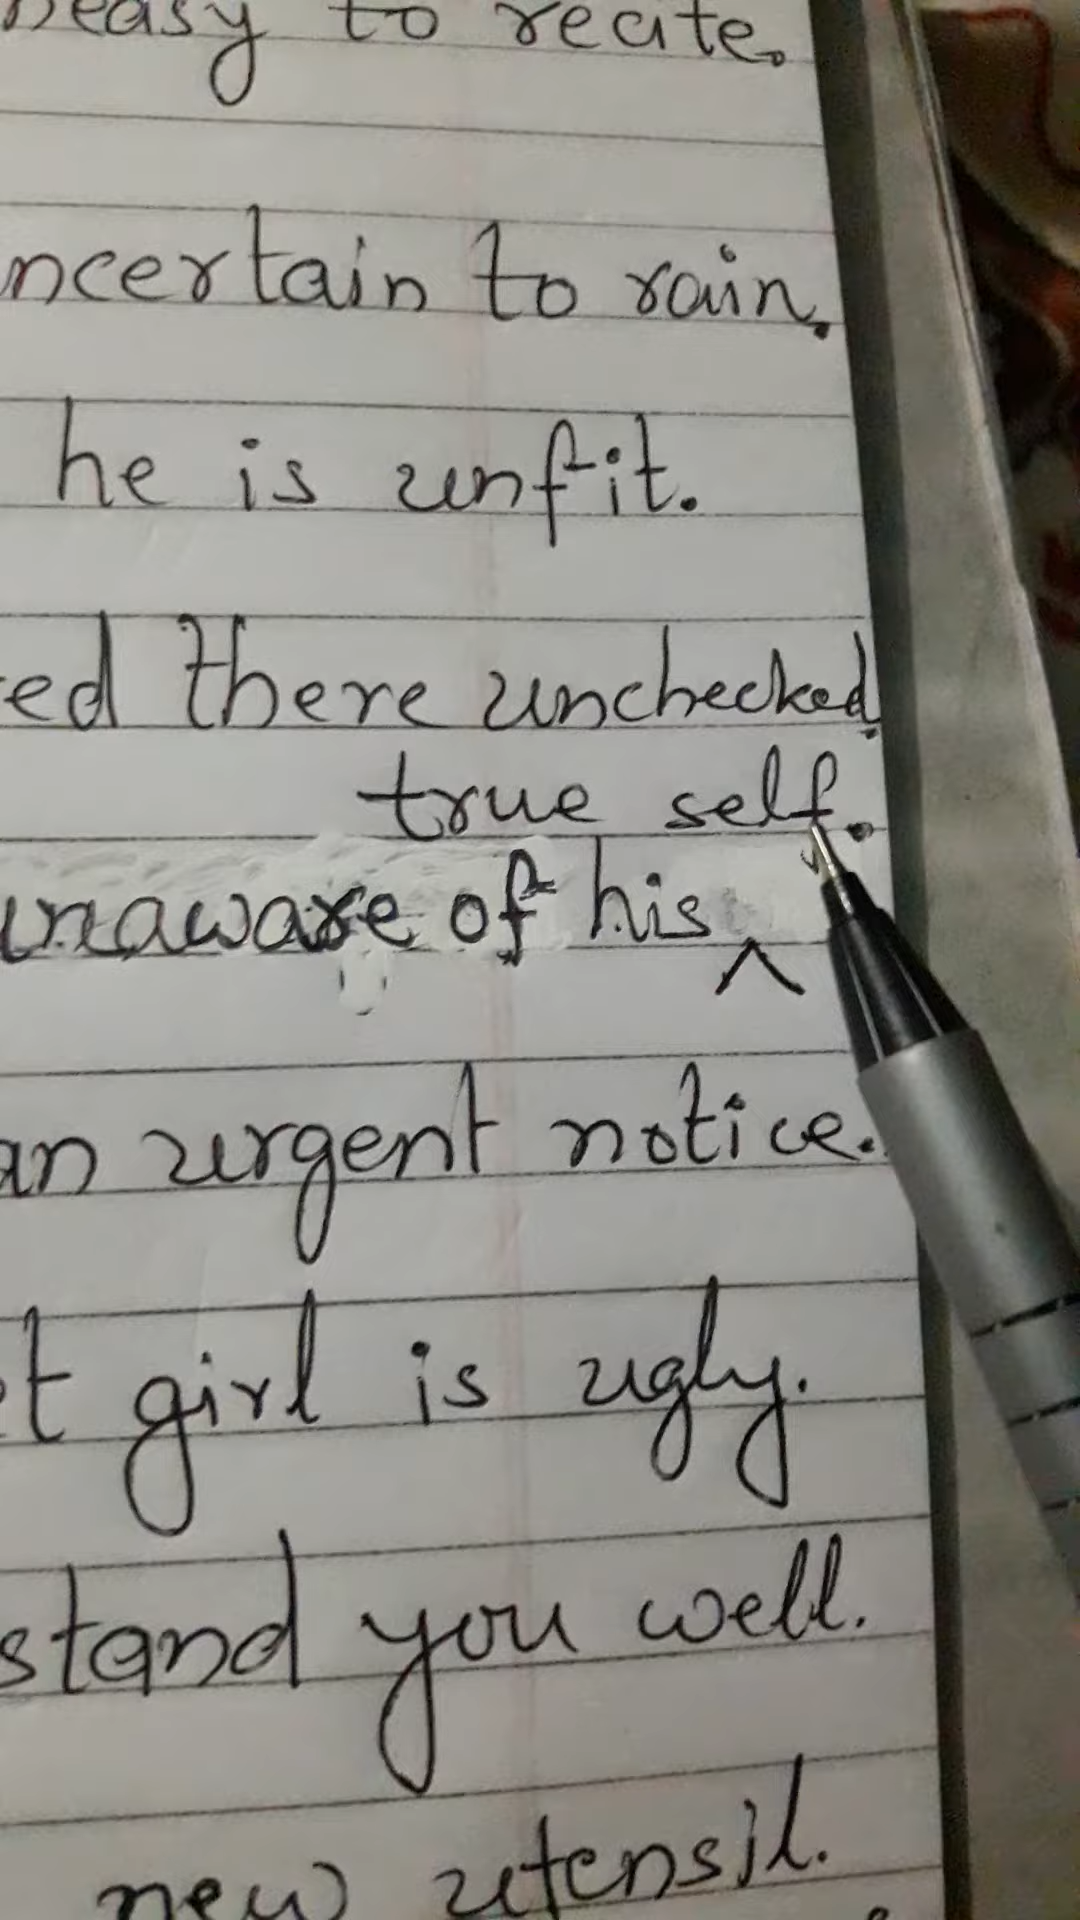 neasy to recite.
ncertain to rain.
he is unfit.
ed there unchecked.
true self.
unaware of his ^
an urgent notice.
t girl is ugly.
stand you well.
new utensil.